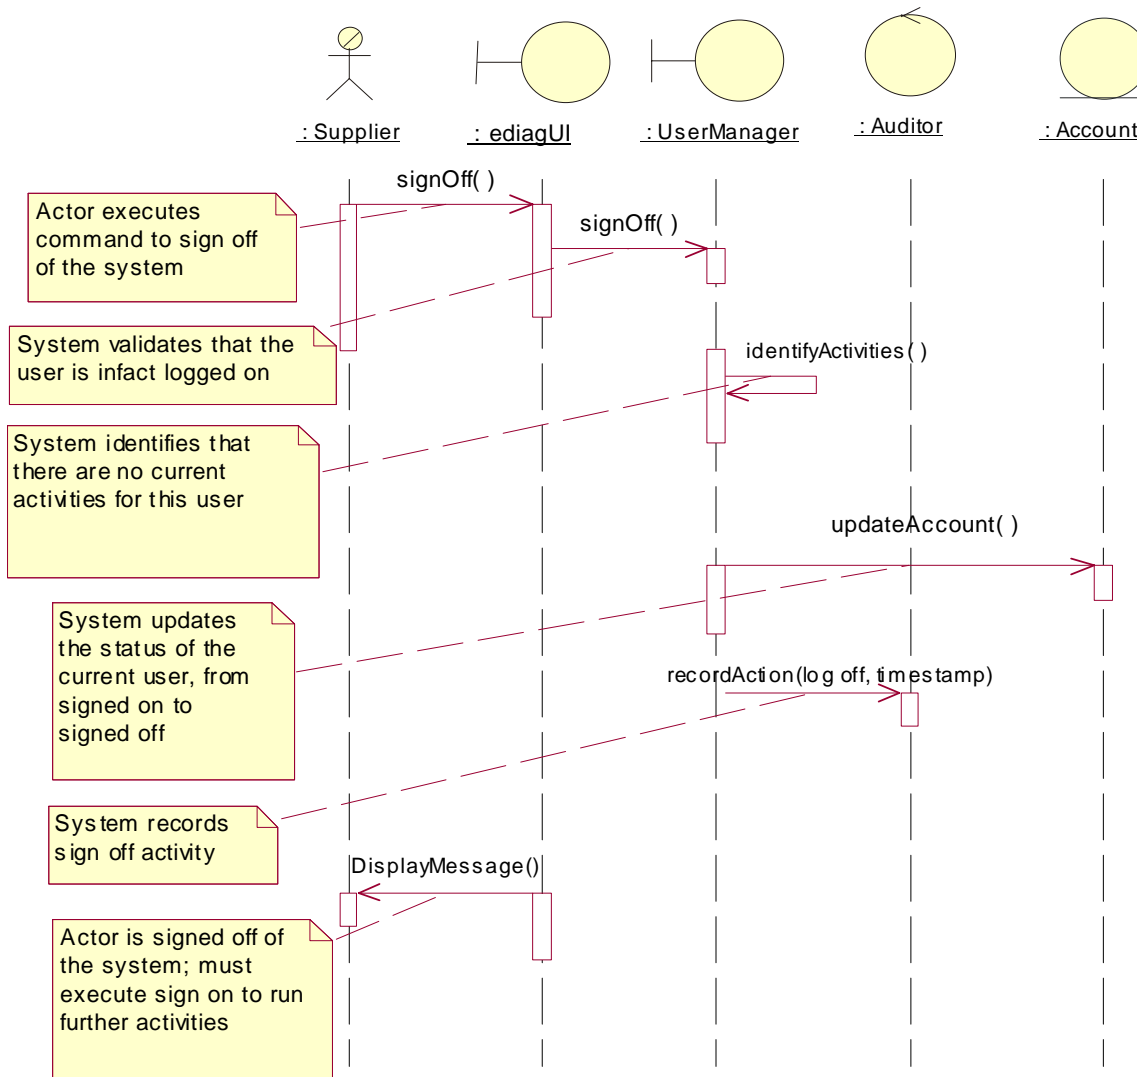 : Supplier
: ediagUI
: UserManager
: Auditor
: Account
signOff( )
Actor executes
command to sign off
of the system
signOff( )
System validates that the
user is infact logged on
identifyActivities( )
System identifies that
there are no current
activities for this user
updateAccount( )
System updates
the status of the
current user, from
signed on to
signed off
recordAction(log off, timestamp)
System records
sign off activity
DisplayMessage()
Actor is signed off of
the system; must
execute sign on to run
further activities